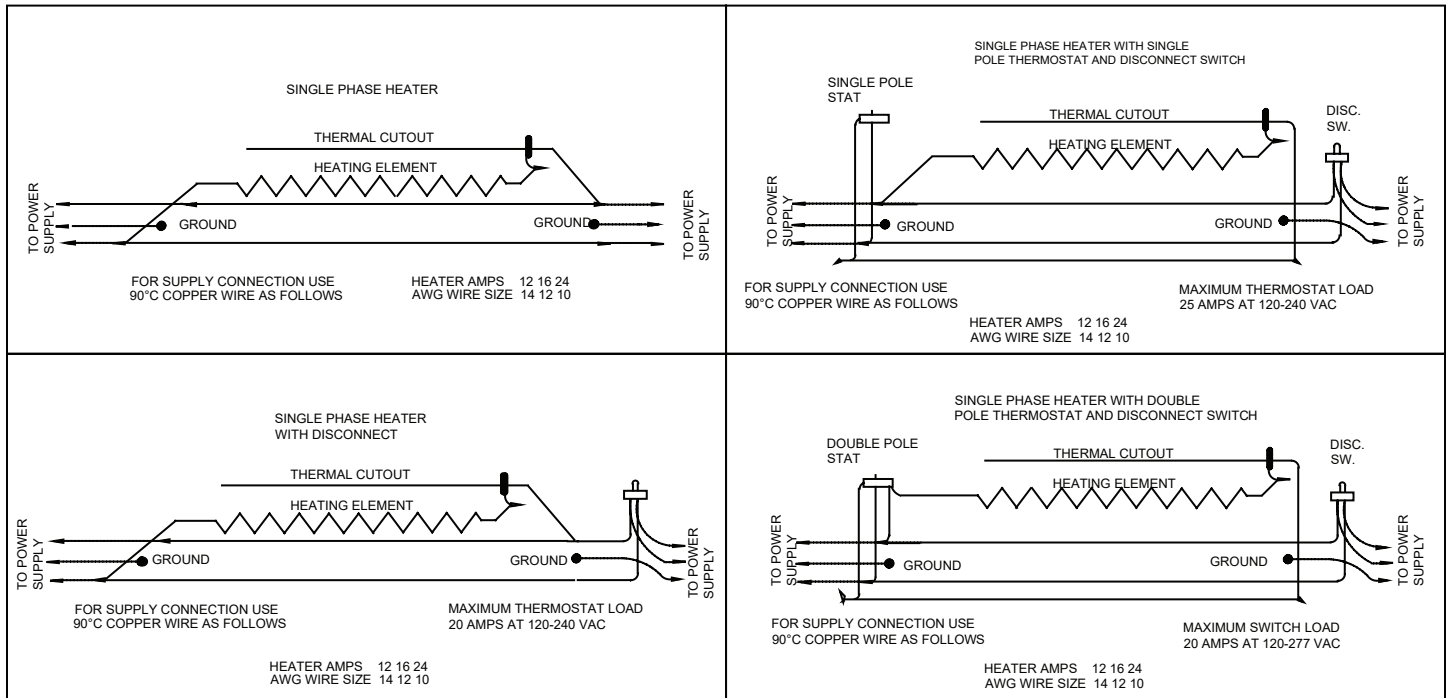 SINGLE PHASE HEATER
THERMAL CUTOUT
HEATING ELEMENT
TO POWER
SUPPLY
GROUND
GROUND
TO POWER
SUPPLY
FOR SUPPLY CONNECTION USE
90°C COPPER WIRE AS FOLLOWS
HEATER AMPS 12 16 24
AWG WIRE SIZE 14 12 10
SINGLE PHASE HEATER WITH SINGLE
POLE THERMOSTAT AND DISCONNECT SWITCH
SINGLE POLE
STAT
THERMAL CUTOUT
HEATING ELEMENT
DISC.
SW.
TO POWER
SUPPLY
GROUND
GROUND
TO POWER
SUPPLY
FOR SUPPLY CONNECTION USE
90°C COPPER WIRE AS FOLLOWS
MAXIMUM THERMOSTAT LOAD
25 AMPS AT 120-240 VAC
HEATER AMPS 12 16 24
AWG WIRE SIZE 14 12 10
SINGLE PHASE HEATER
WITH DISCONNECT
THERMAL CUTOUT
HEATING ELEMENT
TO POWER
SUPPLY
GROUND
GROUND
TO POWER
SUPPLY
FOR SUPPLY CONNECTION USE
90°C COPPER WIRE AS FOLLOWS
MAXIMUM THERMOSTAT LOAD
20 AMPS AT 120-240 VAC
HEATER AMPS 12 16 24
AWG WIRE SIZE 14 12 10
SINGLE PHASE HEATER WITH DOUBLE
POLE THERMOSTAT AND DISCONNECT SWITCH
DOUBLE POLE
STAT
THERMAL CUTOUT
HEATING ELEMENT
DISC.
SW.
TO POWER
SUPPLY
GROUND
GROUND
TO POWER
SUPPLY
FOR SUPPLY CONNECTION USE
90°C COPPER WIRE AS FOLLOWS
MAXIMUM SWITCH LOAD
20 AMPS AT 120-277 VAC
HEATER AMPS 12 16 24
AWG WIRE SIZE 14 12 10